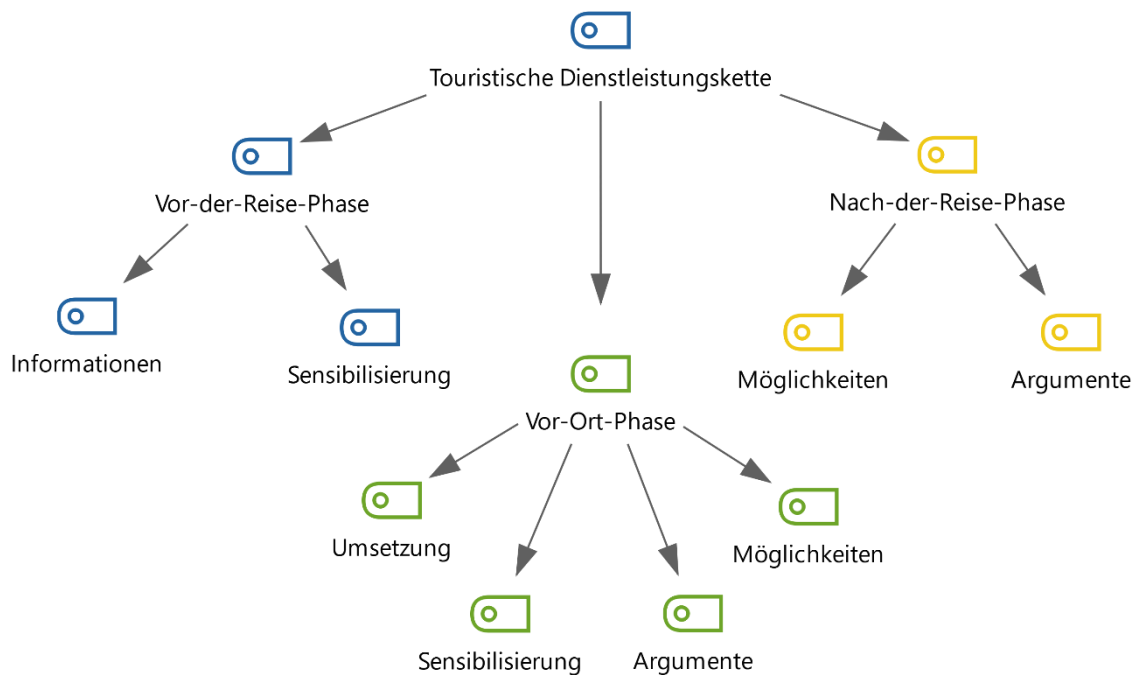 Touristische Dienstleistungskette
Vor-der-Reise-Phase
Nach-der-Reise-Phase
Informationen
Sensibilisierung
Möglichkeiten
Argumente
Vor-Ort-Phase
Umsetzung
Möglichkeiten
Sensibilisierung
Argumente